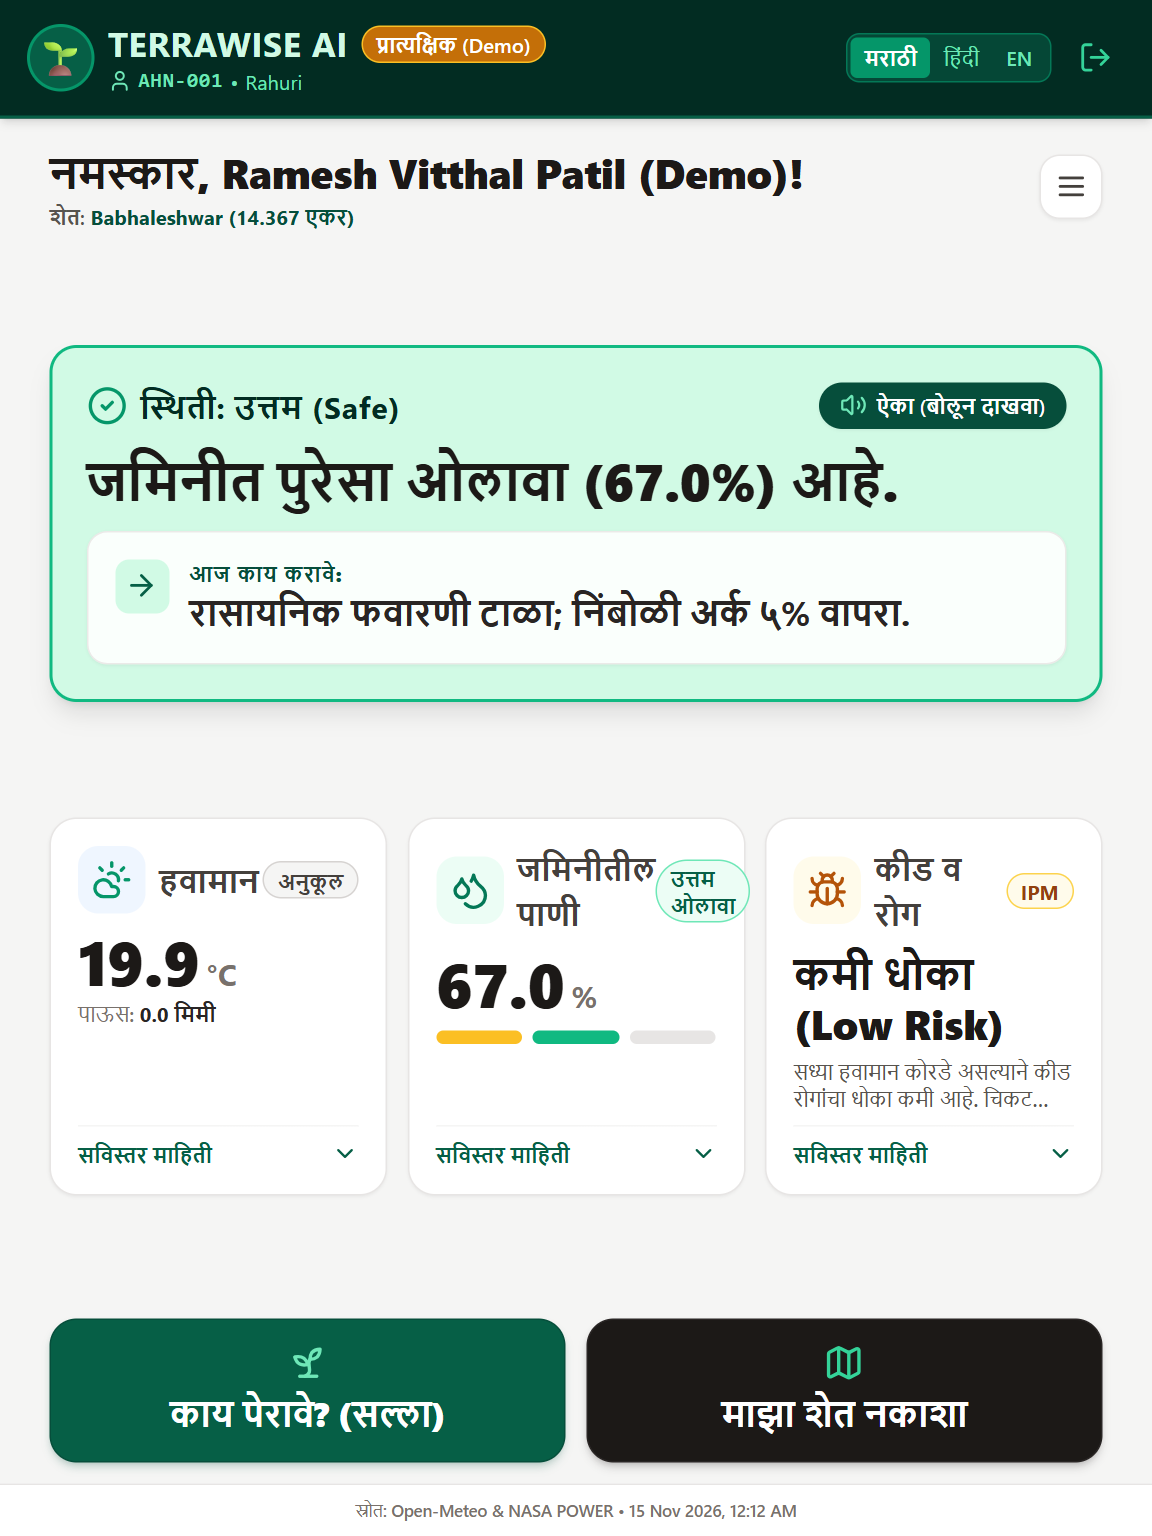 TERRAWISE AI प्रात्यक्षिक (Demo)
AHN-001 • Rahuri
मराठी हिंदी EN
नमस्कार, Ramesh Vitthal Patil (Demo)!
शेत: Babhaleshwar (14.367 एकर)
स्थिती: उत्तम (Safe)
ऐका (बोलून दाखवा)
जमिनीत पुरेसा ओलावा (67.0%) आहे.
आज काय करावे:
रासायनिक फवारणी टाळा; निंबोळी अर्क ५% वापरा.
हवामान अनुकूल
19.9 °C
पाऊस: 0.0 मिमी
सविस्तर माहिती
जमिनीतील
पाणी
उत्तम
ओलावा
67.0 %
सविस्तर माहिती
कीड व
रोग
IPM
कमी धोका
(Low Risk)
सध्या हवामान कोरडे असल्याने कीड
रोगांचा धोका कमी आहे. चिकट...
सविस्तर माहिती
काय पेरावे? (सल्ला)
माझा शेत नकाशा
स्रोत: Open-Meteo & NASA POWER • 15 Nov 2026, 12:12 AM